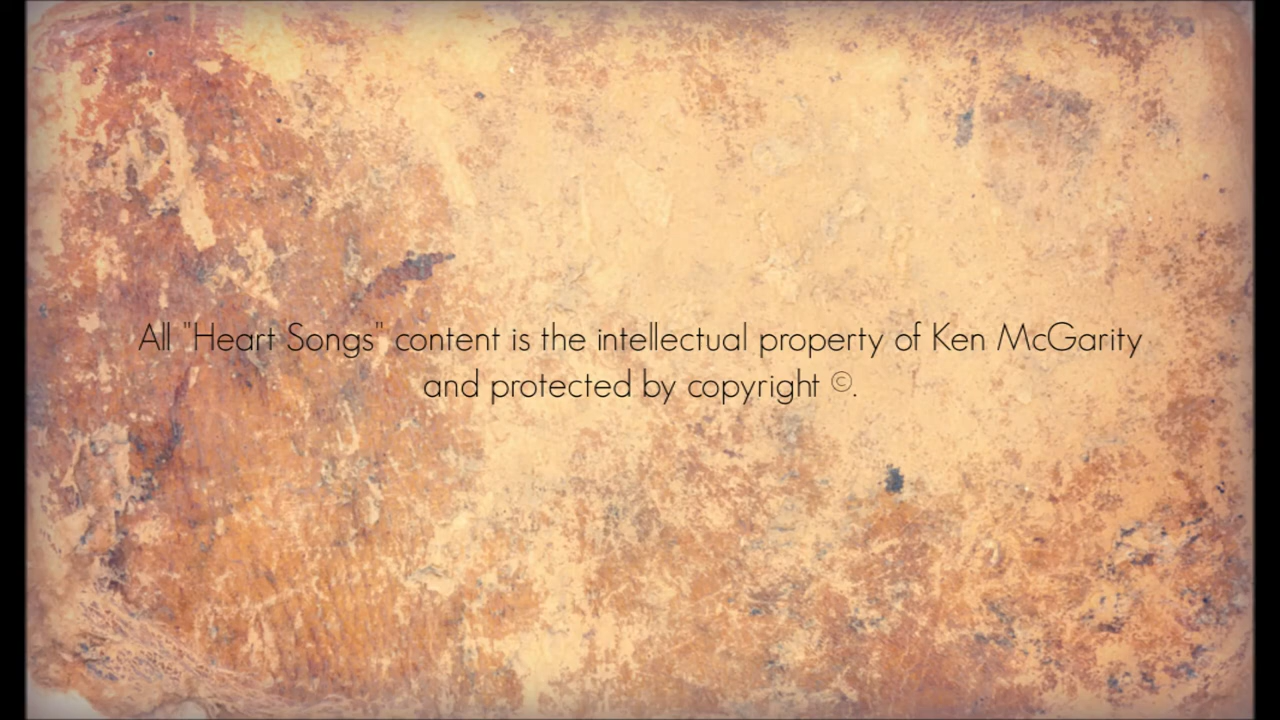 All "Heart Songs" content is the intellectual property of Ken McGarity
and protected by copyright ©.